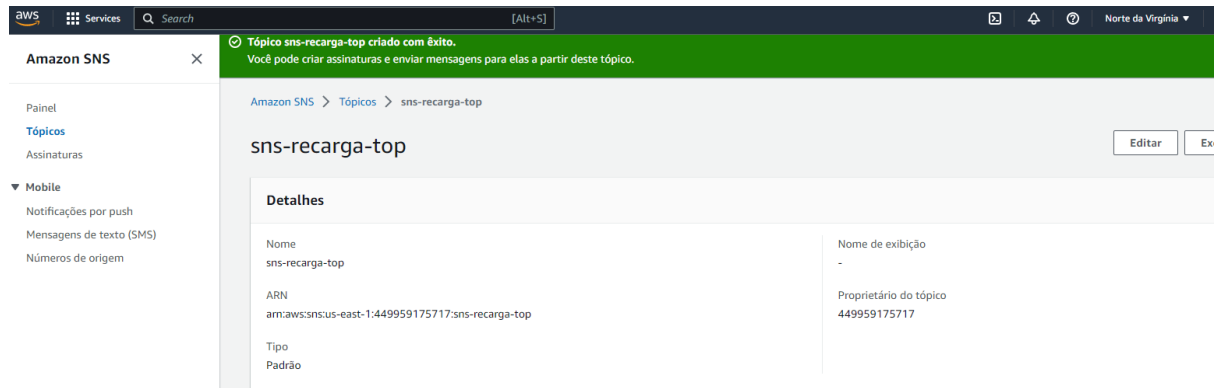 aws Services Search [Alt+S] Norte da Virgínia
Amazon SNS
Painel
Tópicos
Assinaturas
Mobile
Notificações por push
Mensagens de texto (SMS)
Números de origem
Tópico sns-recarga-top criado com êxito.
Você pode criar assinaturas e enviar mensagens para elas a partir deste tópico.
Amazon SNS > Tópicos > sns-recarga-top
sns-recarga-top
Editar
Detalhes
Nome
sns-recarga-top
ARN
arn:aws:sns:us-east-1:449959175717:sns-recarga-top
Tipo
Padrão
Nome de exibição
-
Proprietário do tópico
449959175717